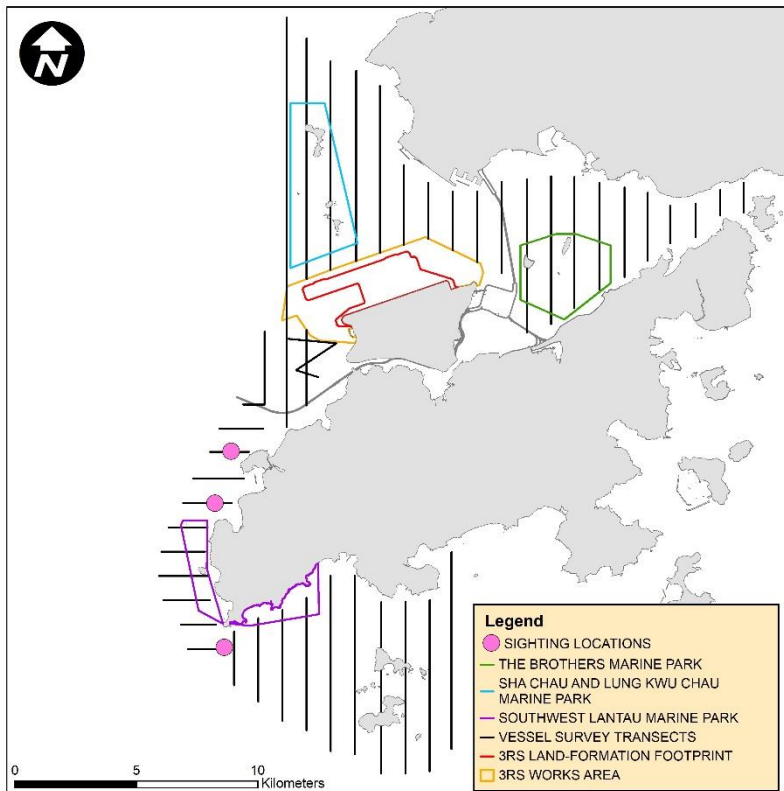 N
Legend
SIGHTING LOCATIONS
THE BROTHERS MARINE PARK
SHA CHAU AND LUNG KWU CHAU
MARINE PARK
SOUTHWEST LANTAU MARINE PARK
VESSEL SURVEY TRANSECTS
3RS LAND-FORMATION FOOTPRINT
3RS WORKS AREA
0 5 10
Kilometers